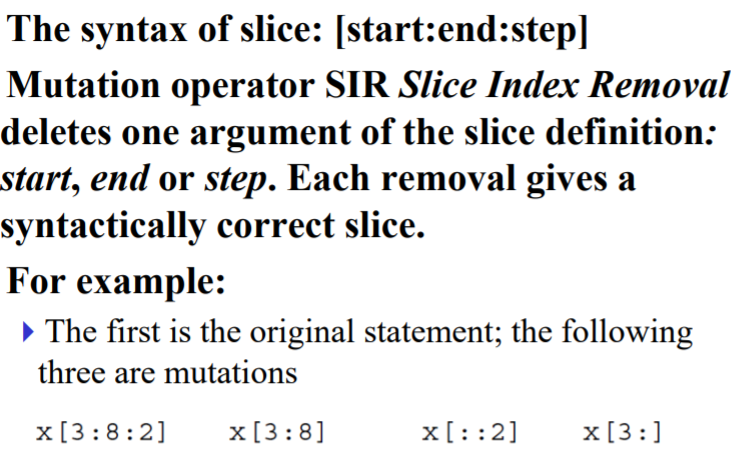 The syntax of slice: [start:end:step]
Mutation operator SIR Slice Index Removal
deletes one argument of the slice definition:
start, end or step. Each removal gives a
syntactically correct slice.
For example:
The first is the original statement; the following
three are mutations
x[3:8:2] x[3:8] x[::2] x[3:]